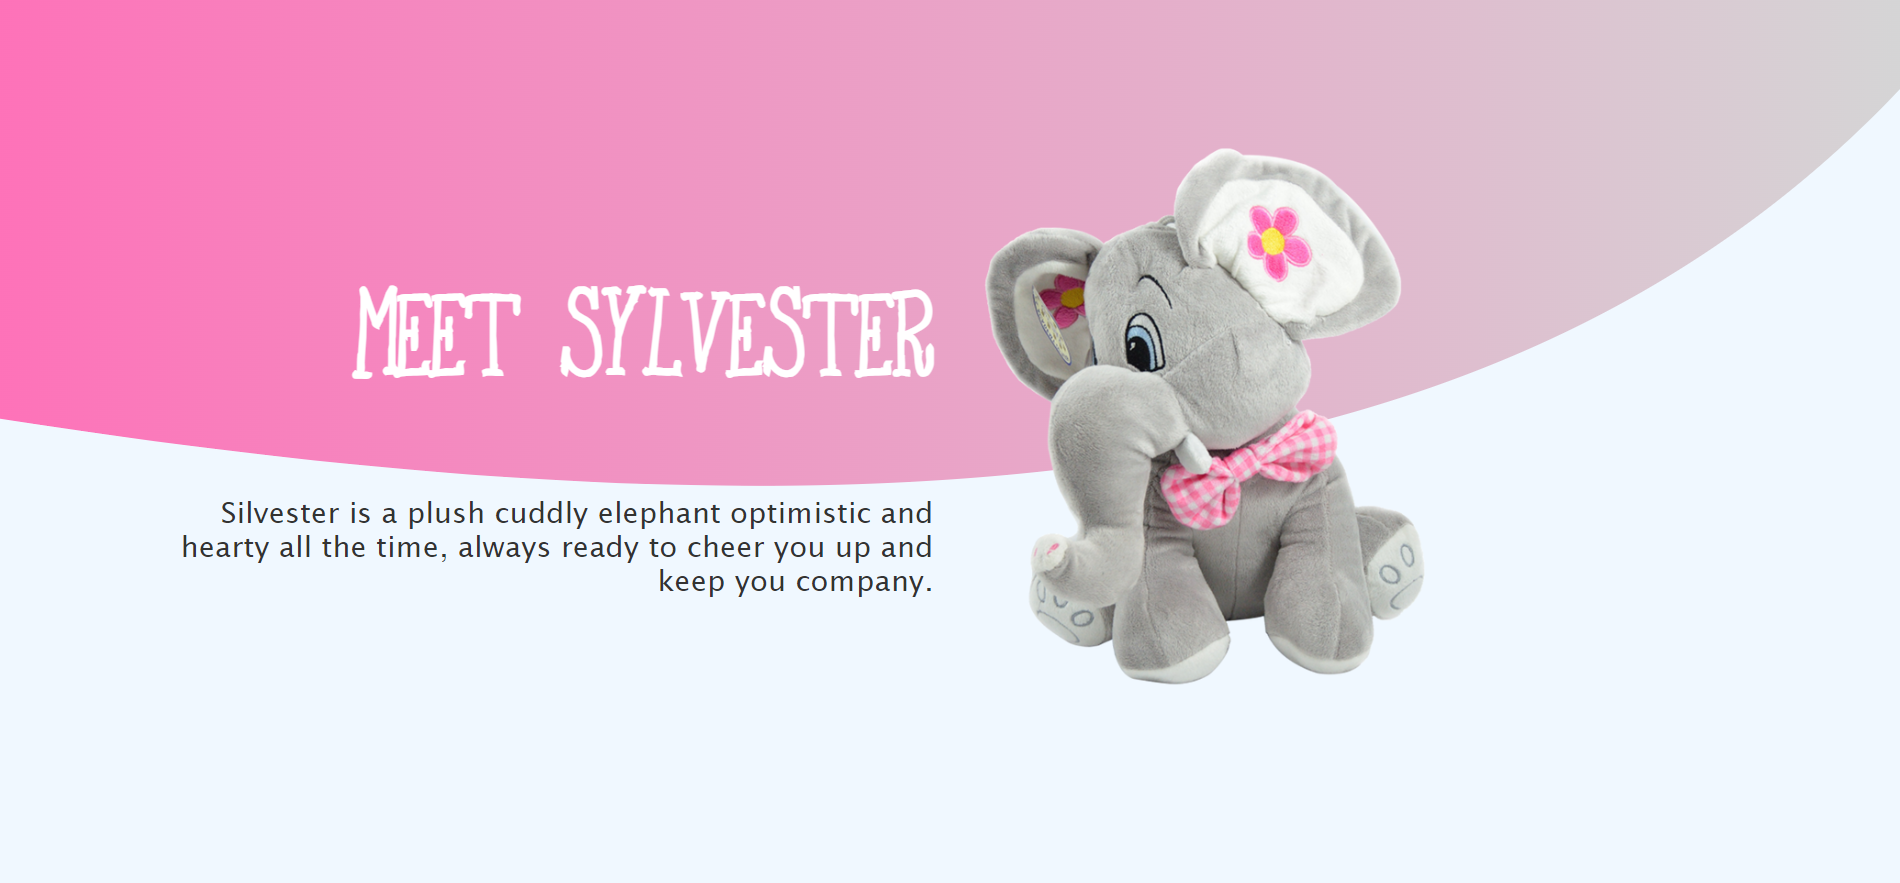 MEET SYLVESTER
Silvester is a plush cuddly elephant optimistic and
hearty all the time, always ready to cheer you up and
keep you company.